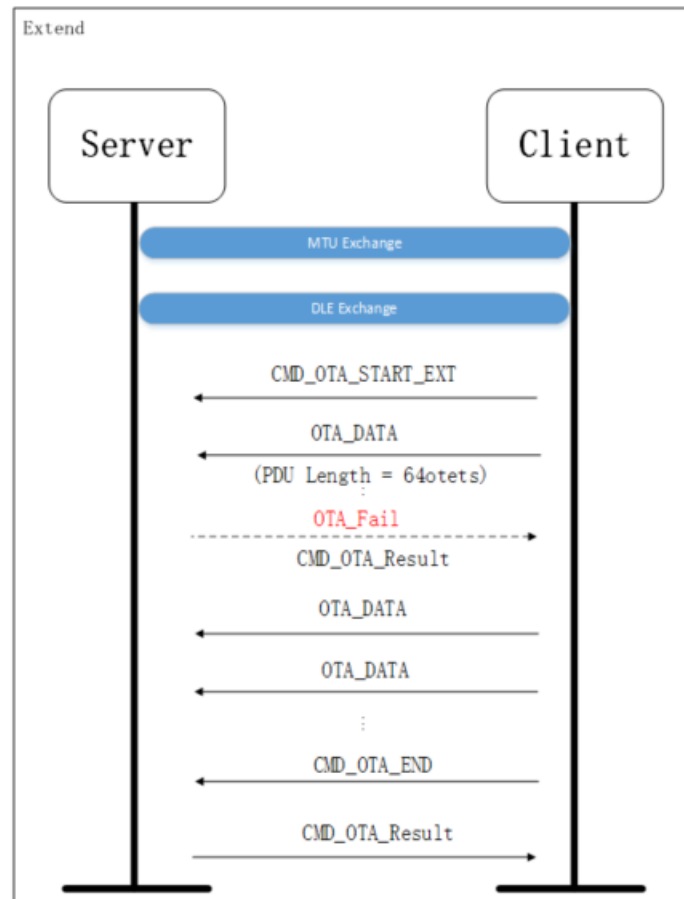 Extend
Server
Client
MTU Exchange
DLE Exchange
CMD_OTA_START_EXT
OTA_DATA
(PDU Length = 64otets)
OTA_Fail
CMD_OTA_Result
OTA_DATA
OTA_DATA
CMD_OTA_END
CMD_OTA_Result